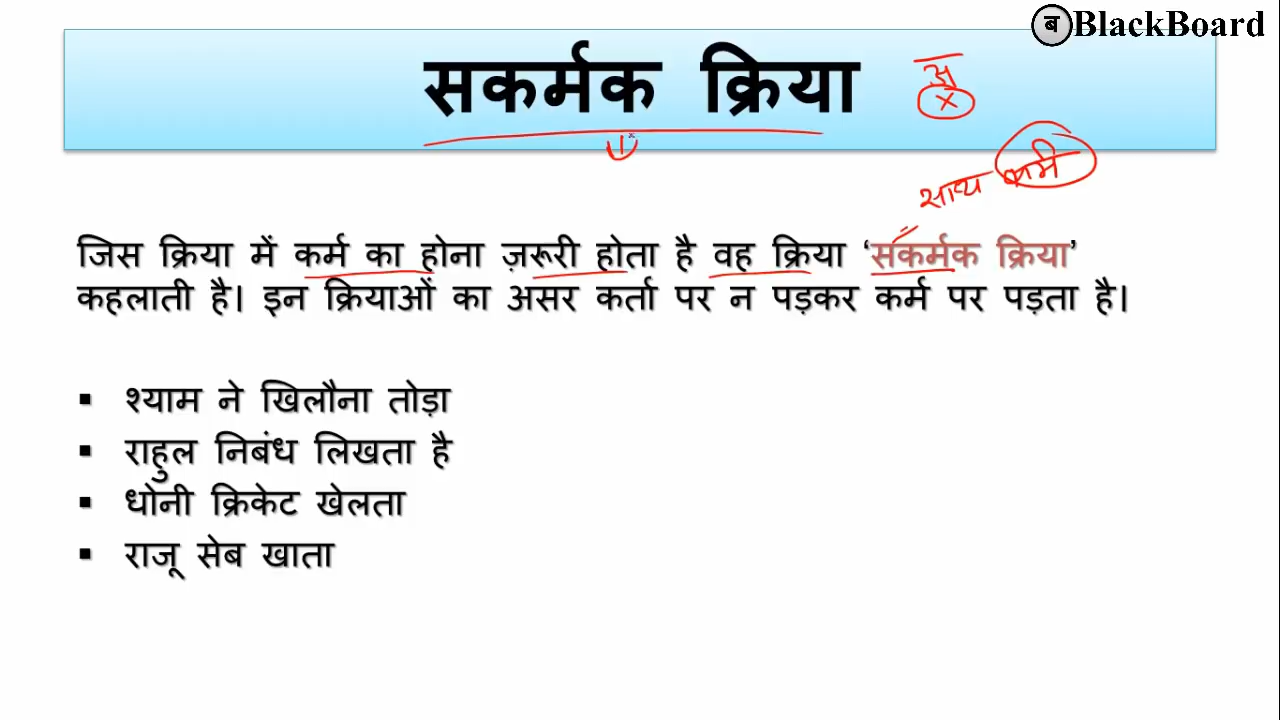 ब BlackBoard
सकर्मक क्रिया
अ
साथ कर्म
जिस क्रिया में कर्म का होना ज़रूरी होता है वह क्रिया ‘सकर्मक क्रिया’
कहलाती है। इन क्रियाओं का असर कर्ता पर न पड़कर कर्म पर पड़ता है।
▪ श्याम ने खिलौना तोड़ा
▪ राहुल निबंध लिखता है
▪ धोनी क्रिकेट खेलता
▪ राजू सेब खाता